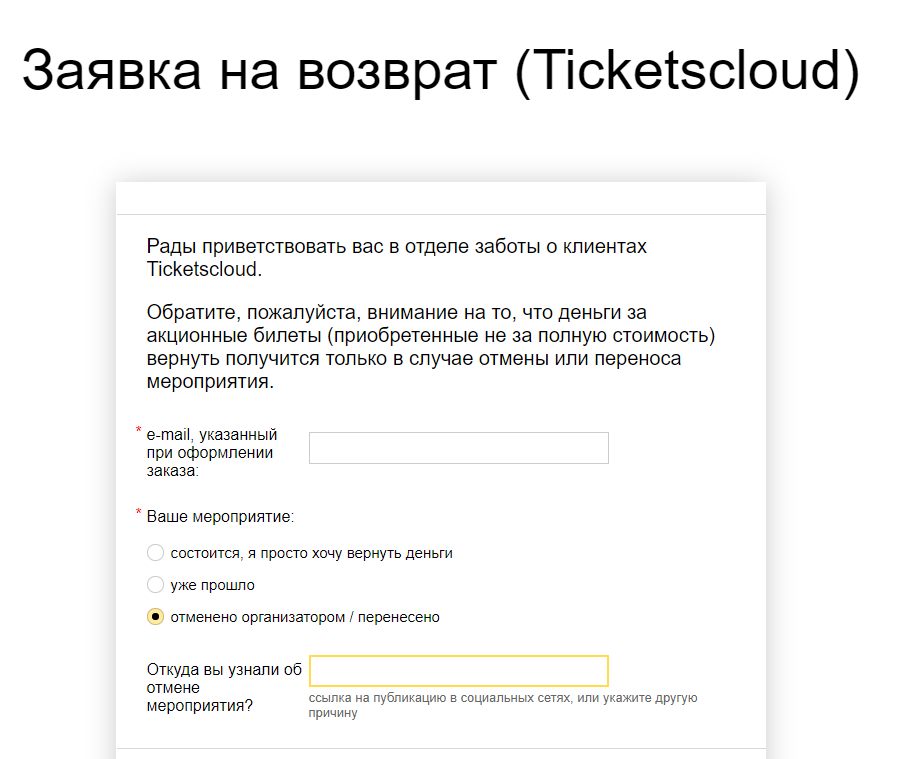 Заявка на возврат (Ticketscloud)
Рады приветствовать вас в отделе заботы о клиентах
Ticketscloud.
Обратите, пожалуйста, внимание на то, что деньги за
акционные билеты (приобретенные не за полную стоимость)
вернуть получится только в случае отмены или переноса
мероприятия.
* e-mail, указанный
при оформлении
заказа:
* Ваше мероприятие:
состоится, я просто хочу вернуть деньги
уже прошло
отменено организатором / перенесено
Откуда вы узнали об
отмене
мероприятия?
ссылка на публикацию в социальных сетях, или укажите другую
причину